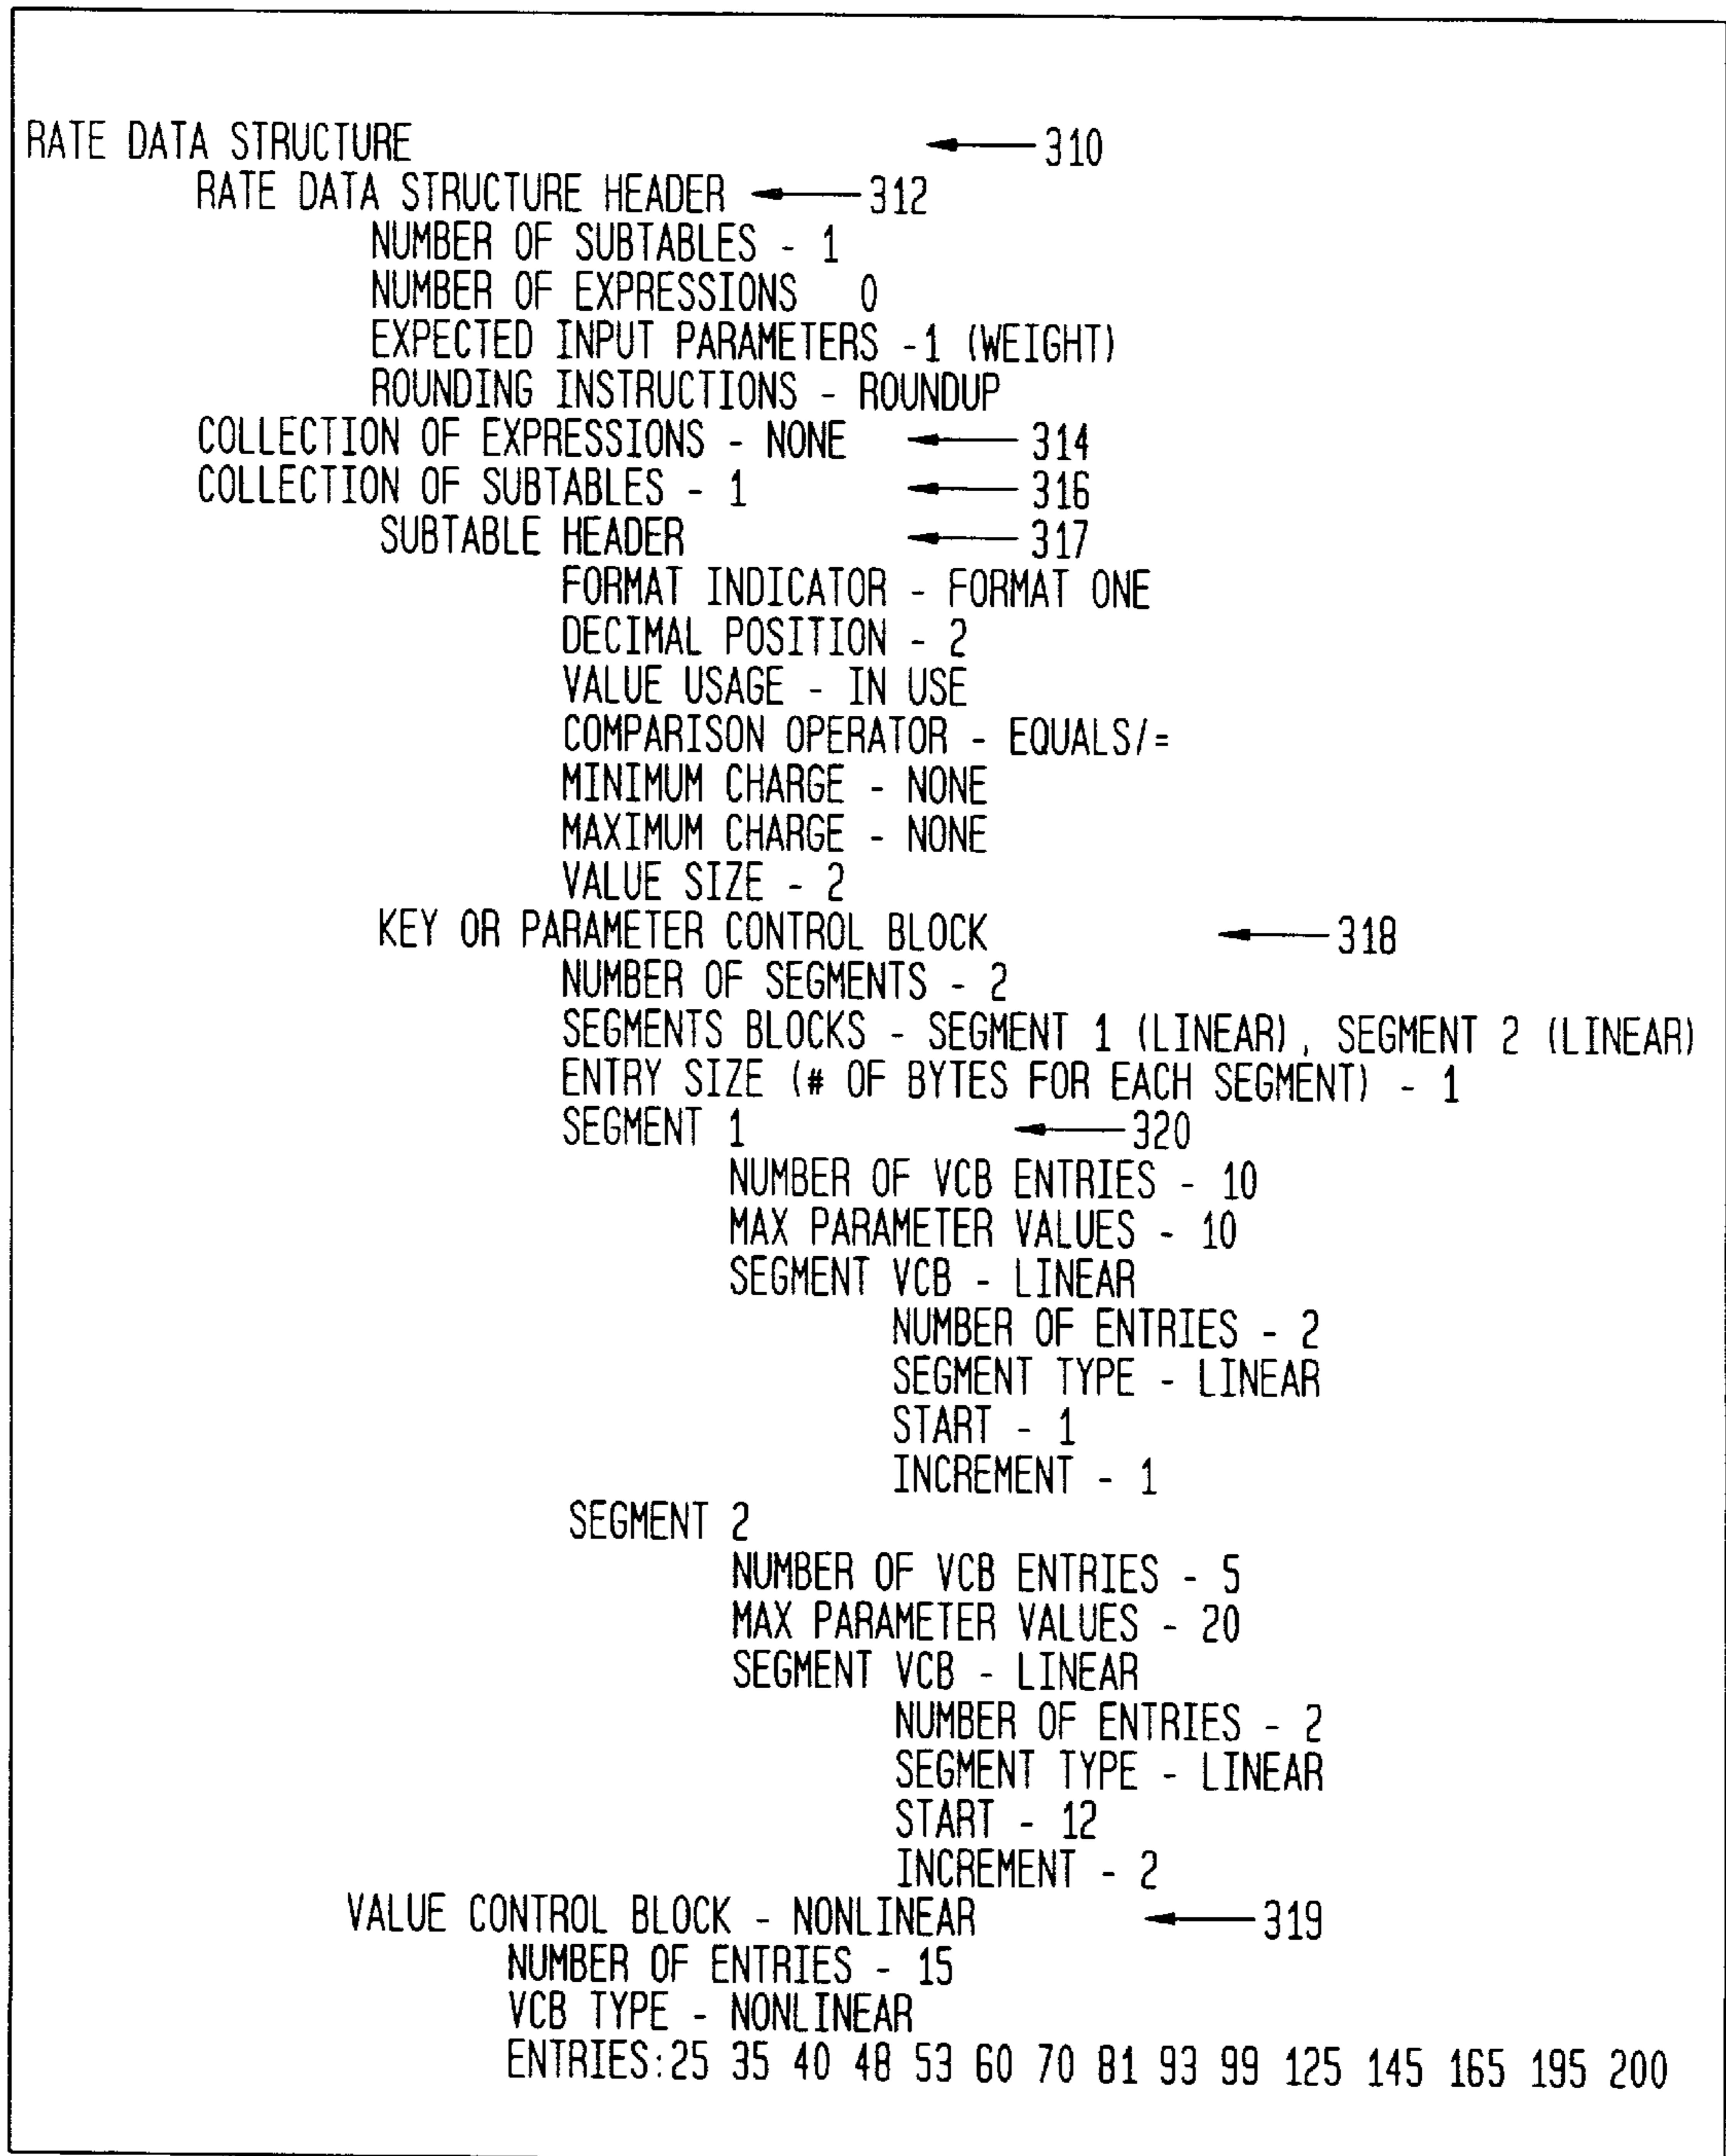 RATE DATA STRUCTURE 310
RATE DATA STRUCTURE HEADER 312
NUMBER OF SUBTABLES - 1
NUMBER OF EXPRESSIONS 0
EXPECTED INPUT PARAMETERS -1 (WEIGHT)
ROUNDING INSTRUCTIONS - ROUNDUP
COLLECTION OF EXPRESSIONS - NONE 314
COLLECTION OF SUBTABLES - 1 316
SUBTABLE HEADER 317
FORMAT INDICATOR - FORMAT ONE
DECIMAL POSITION - 2
VALUE USAGE - IN USE
COMPARISON OPERATOR - EQUALS/=
MINIMUM CHARGE - NONE
MAXIMUM CHARGE - NONE
VALUE SIZE - 2
KEY OR PARAMETER CONTROL BLOCK 318
NUMBER OF SEGMENTS - 2
SEGMENTS BLOCKS - SEGMENT 1 (LINEAR), SEGMENT 2 (LINEAR)
ENTRY SIZE (# OF BYTES FOR EACH SEGMENT) - 1
SEGMENT 1 320
NUMBER OF VCB ENTRIES - 10
MAX PARAMETER VALUES - 10
SEGMENT VCB - LINEAR
NUMBER OF ENTRIES - 2
SEGMENT TYPE - LINEAR
START - 1
INCREMENT - 1
SEGMENT 2
NUMBER OF VCB ENTRIES - 5
MAX PARAMETER VALUES - 20
SEGMENT VCB - LINEAR
NUMBER OF ENTRIES - 2
SEGMENT TYPE - LINEAR
START - 12
INCREMENT - 2
VALUE CONTROL BLOCK - NONLINEAR 319
NUMBER OF ENTRIES - 15
VCB TYPE - NONLINEAR
ENTRIES:25 35 40 48 53 60 70 81 93 99 125 145 165 195 200